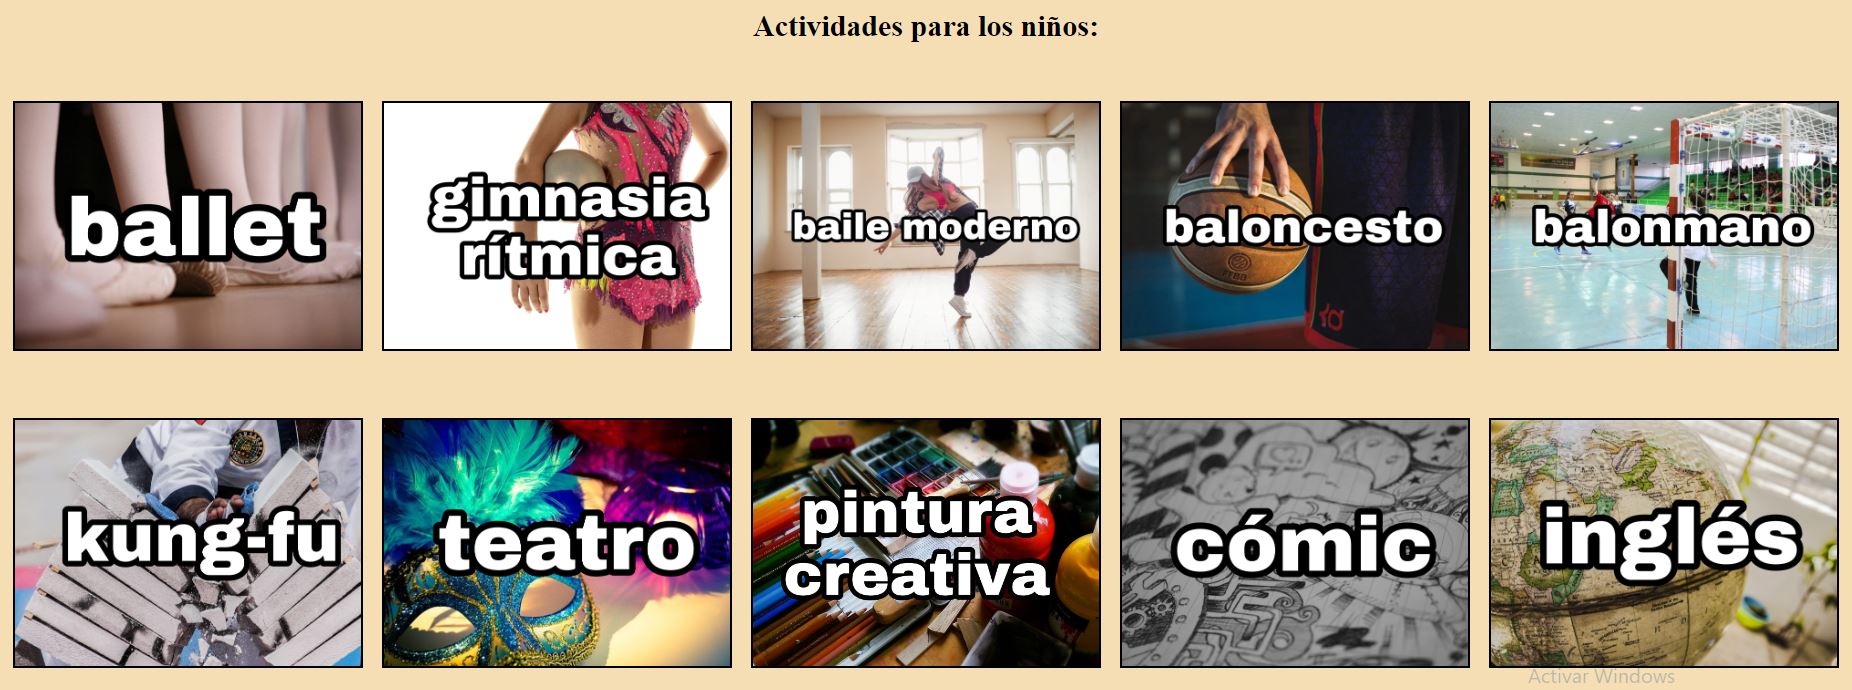 Actividades para los niños:
ballet
gimnasia
rítmica
baile moderno
baloncesto
balonmano
kung-fu
teatro
pintura
creativa
cómic
inglés
Activar Windows